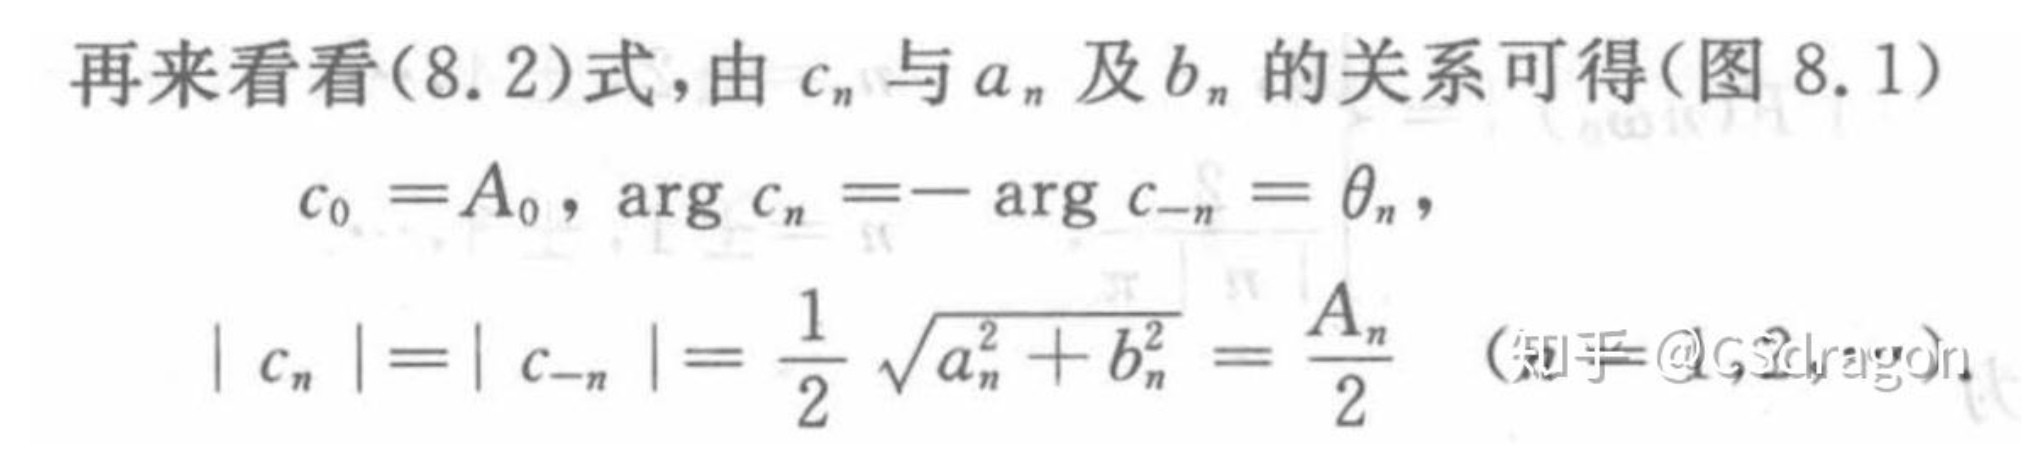 再来看看(8.2)式,由 cₙ 与 aₙ 及 bₙ 的关系可得(图 8.1)
c₀ = A₀, arg cₙ = − arg c₋ₙ = θₙ,
| cₙ | = | c₋ₙ | = 1/2 √(aₙ² + bₙ²) = Aₙ/2 (n = 1,2,⋯).
知乎 @CSdragon